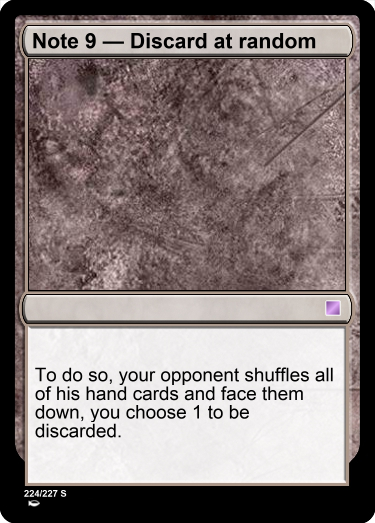 Note 9 — Discard at random
To do so, your opponent shuffles all
of his hand cards and face them
down, you choose 1 to be
discarded.
224/227 S